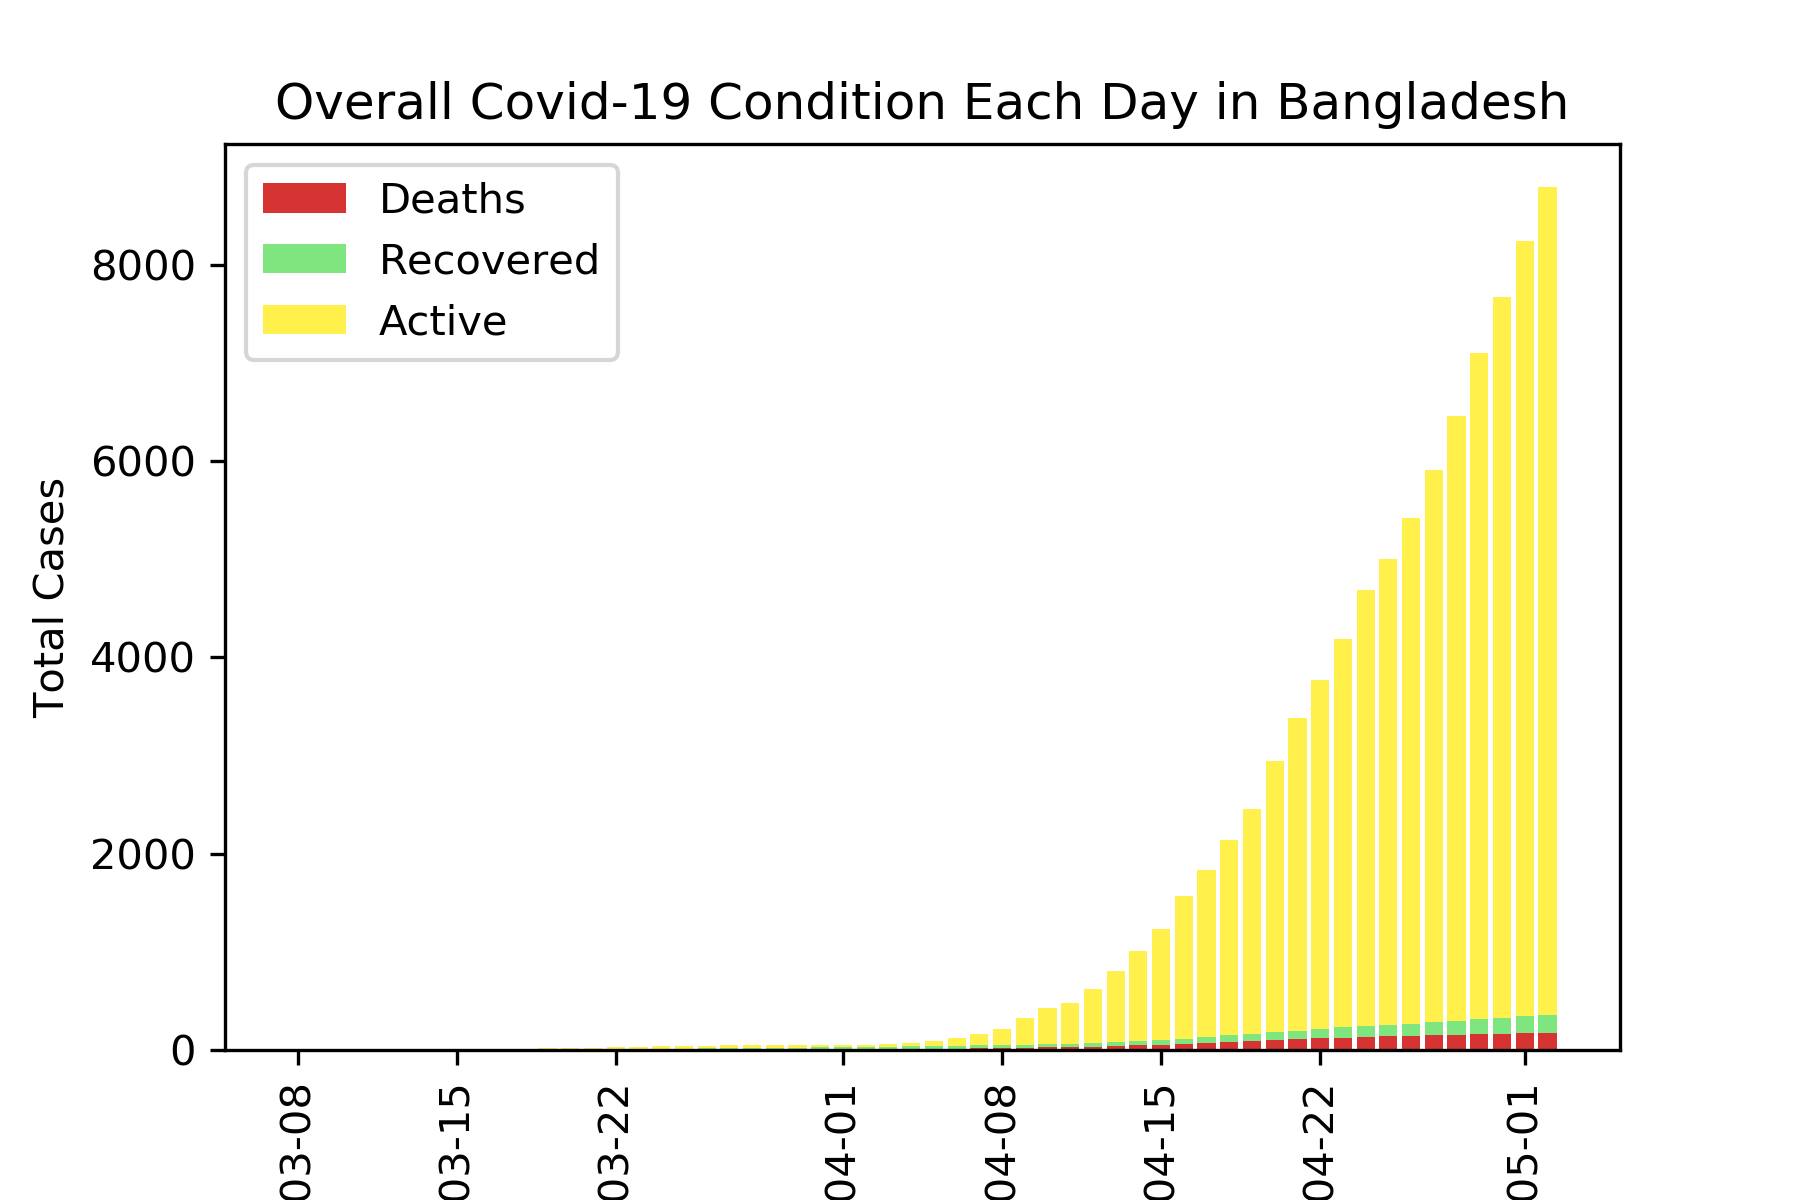 Overall Covid-19 Condition Each Day in Bangladesh
Deaths
Recovered
Active
Total Cases
8000
6000
4000
2000
0
03-08
03-15
03-22
04-01
04-08
04-15
04-22
05-01